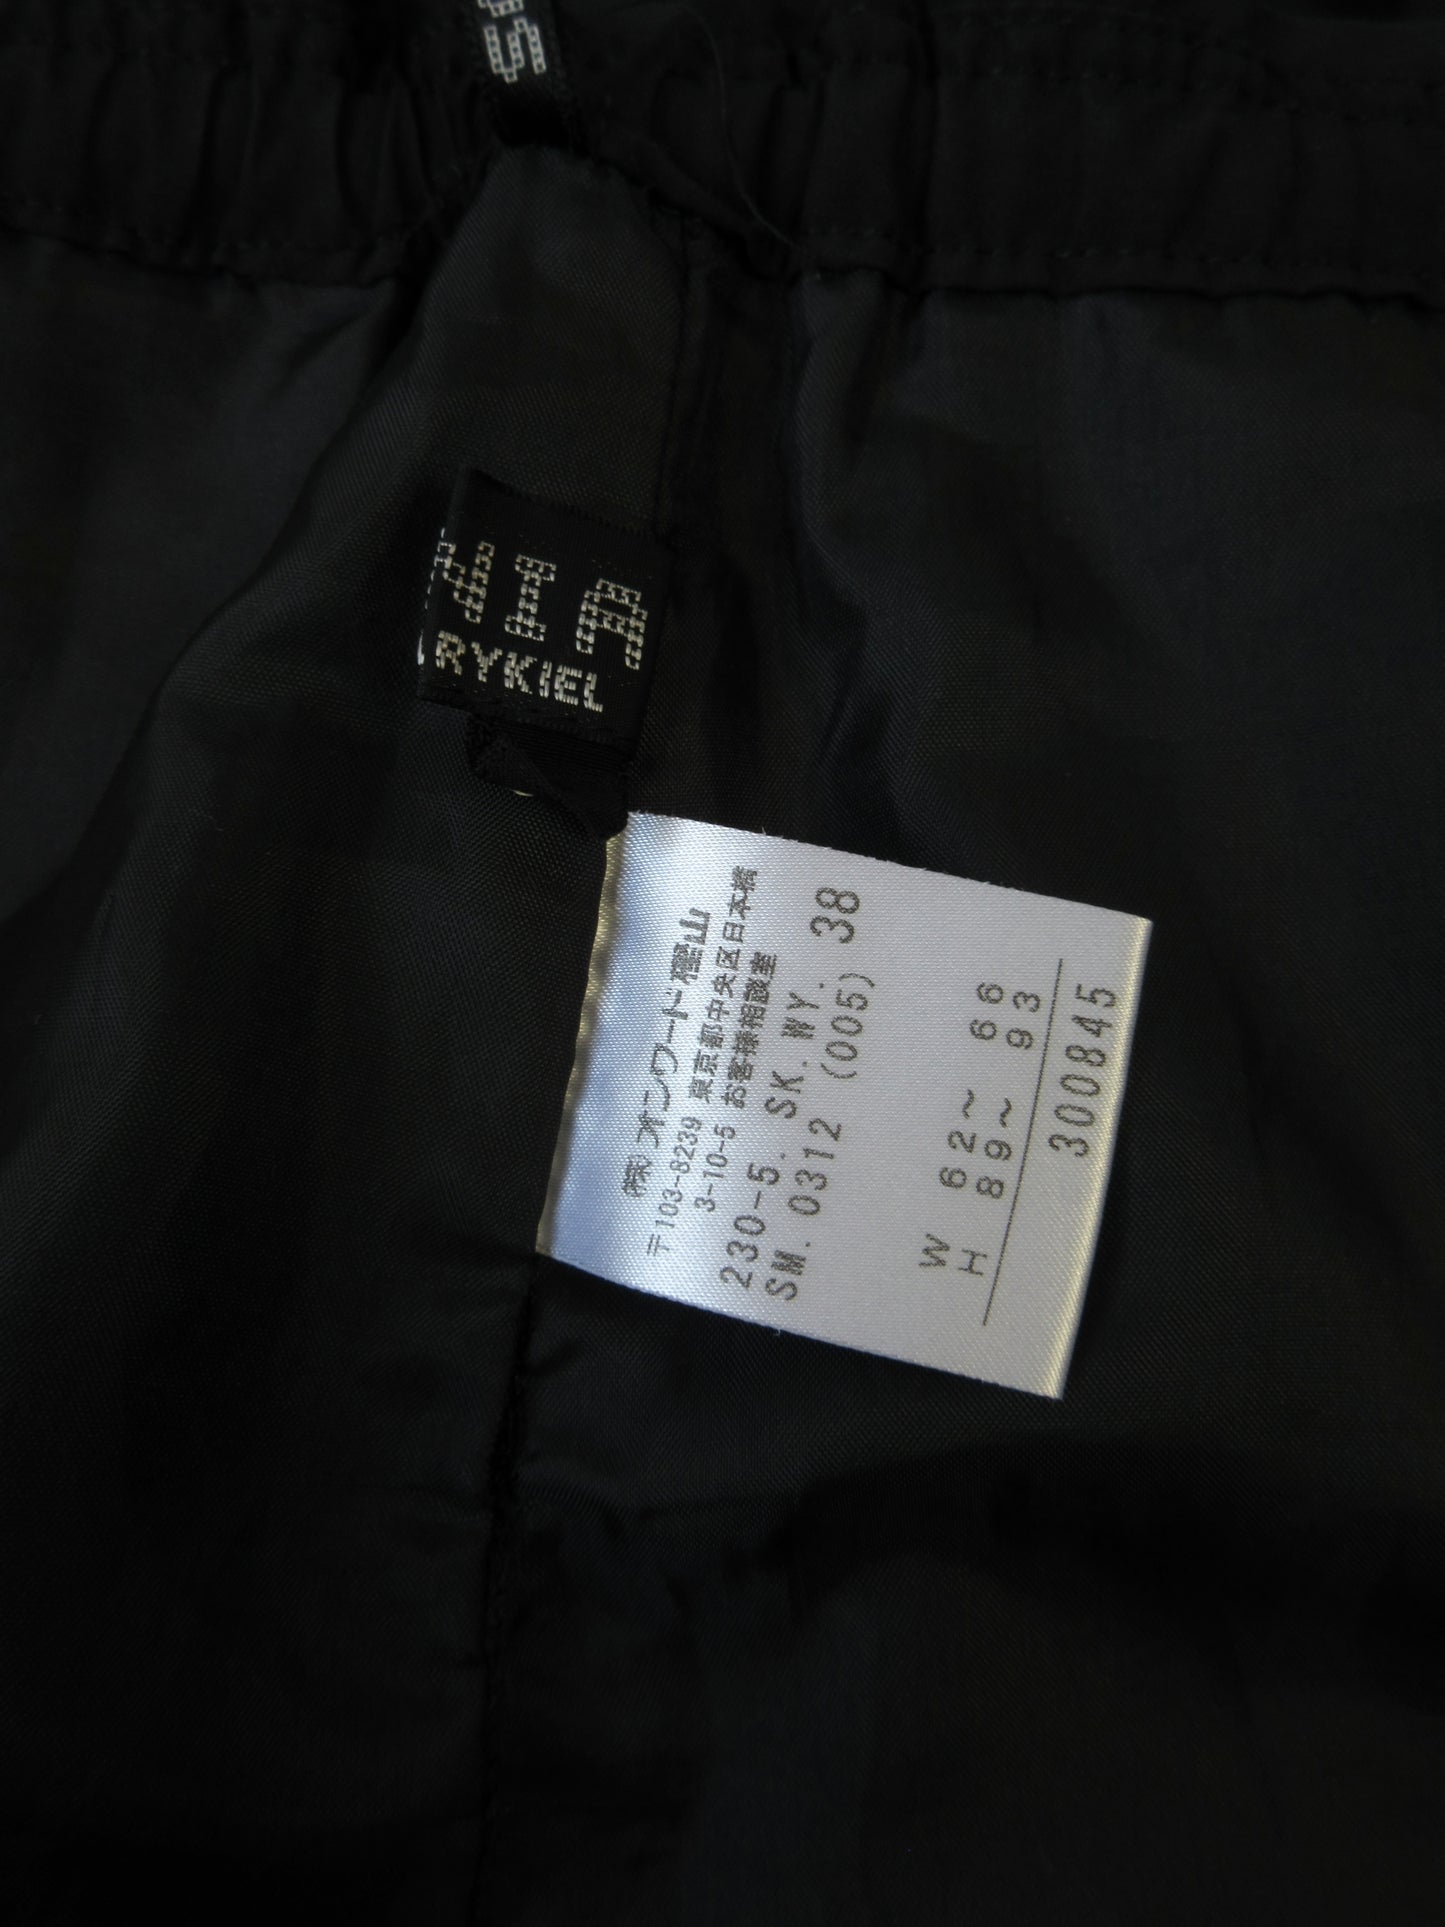 S
NIA
RYKIEL
(株)オンワード樫山
〒103-8239 東京都中央区日本橋
3-10-5 お客様相談室
230-5. SK. WY. 38
SM. 0312 (005)
W 62～ 66
H 89～ 93
300845